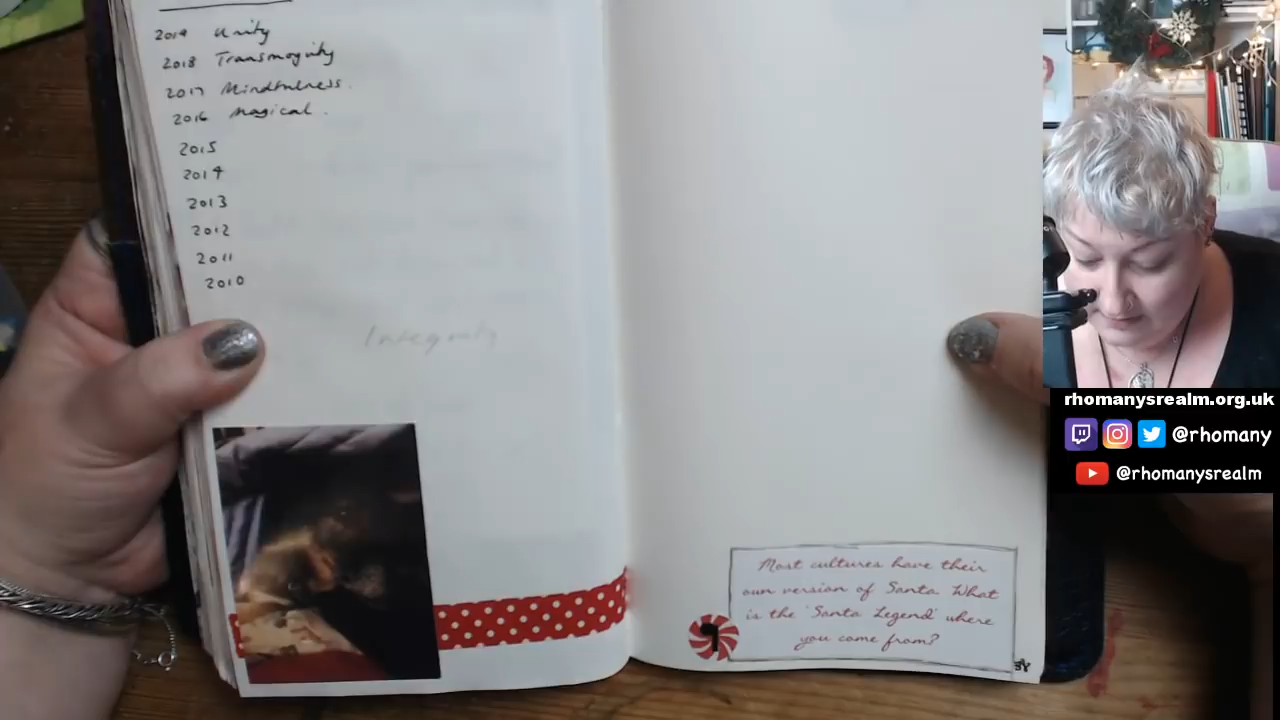 2019 Unity
2018 Transmogrify
2017 Mindfulness.
2016 Magical.
2015
2014
2013
2012
2011
2010
Integrity
Most cultures have their
own version of Santa. What
is the 'Santa Legend' where
you come from?
rhomanysrealm.org.uk
@rhomany
@rhomanysrealm